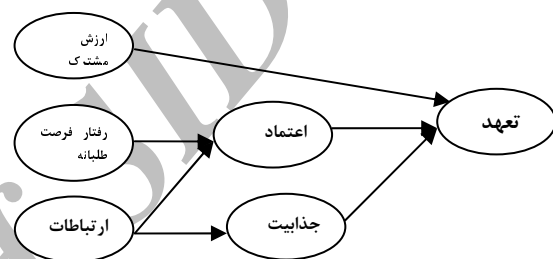 ارزش
مشترک
رفتار فرصت
طلبانه
ارتباطات
اعتماد
جذابیت
تعهد